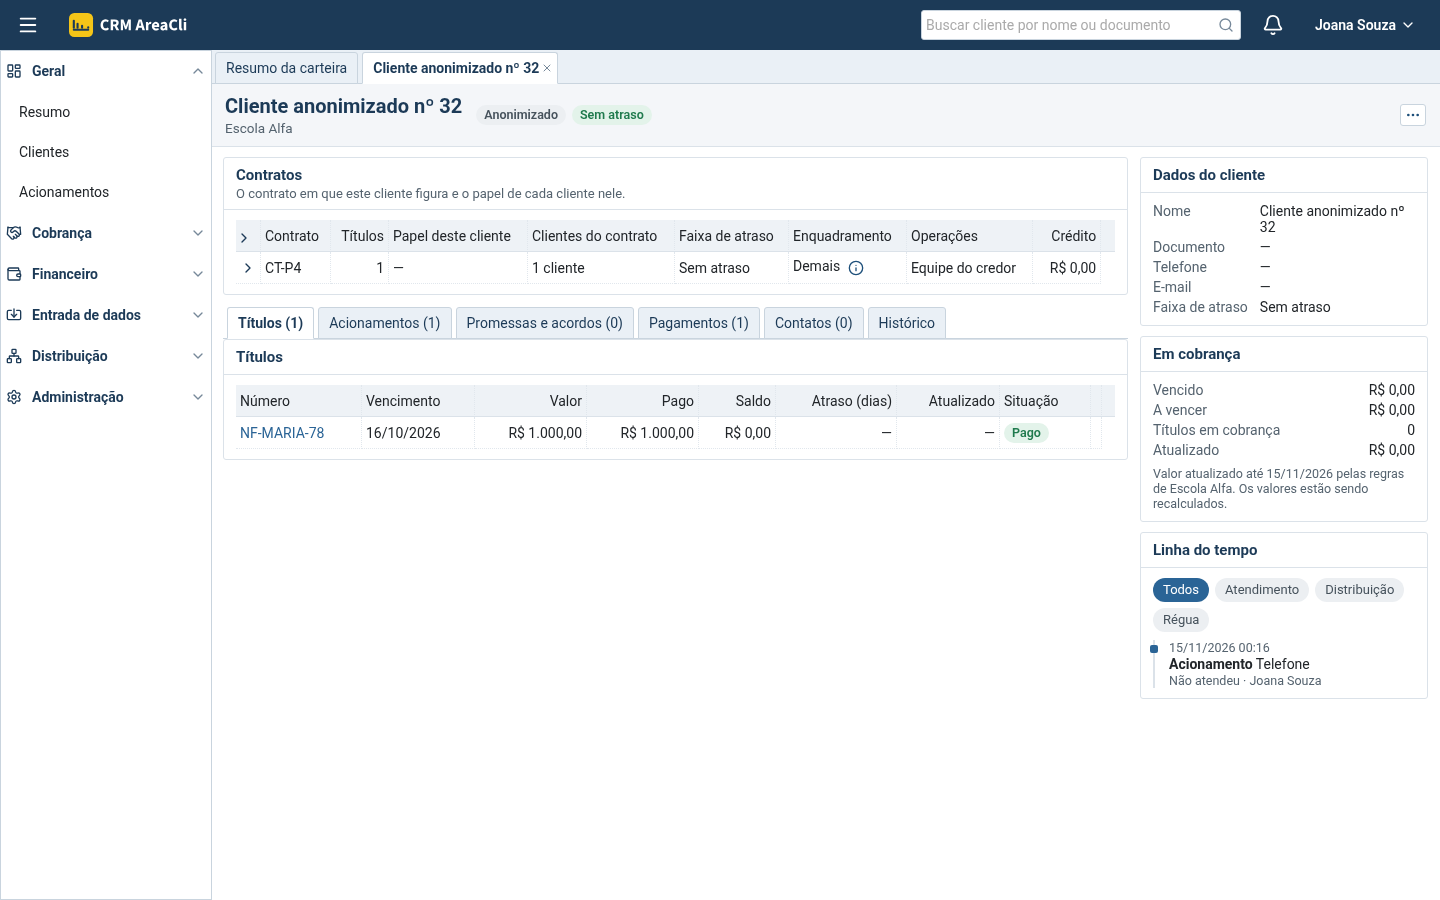 CRM AreaCli
Buscar cliente por nome ou documento
Joana Souza
Geral
Resumo
Clientes
Acionamentos
Cobrança
Financeiro
Entrada de dados
Distribuição
Administração
Resumo da carteira
Cliente anonimizado nº 32
Cliente anonimizado nº 32
Anonimizado
Sem atraso
Escola Alfa
Contratos
O contrato em que este cliente figura e o papel de cada cliente nele.
Contrato Títulos Papel deste cliente Clientes do contrato Faixa de atraso Enquadramento Operações Crédito
CT-P4 1 — 1 cliente Sem atraso Demais Equipe do credor R$ 0,00
Títulos (1) Acionamentos (1) Promessas e acordos (0) Pagamentos (1) Contatos (0) Histórico
Títulos
Número Vencimento Valor Pago Saldo Atraso (dias) Atualizado Situação
NF-MARIA-78 16/10/2026 R$ 1.000,00 R$ 1.000,00 R$ 0,00 — — Pago
Dados do cliente
Nome Cliente anonimizado nº
32
Documento —
Telefone —
E-mail —
Faixa de atraso Sem atraso
Em cobrança
Vencido R$ 0,00
A vencer R$ 0,00
Títulos em cobrança 0
Atualizado R$ 0,00
Valor atualizado até 15/11/2026 pelas regras
de Escola Alfa. Os valores estão sendo
recalculados.
Linha do tempo
Todos Atendimento Distribuição
Régua
15/11/2026 00:16
Acionamento Telefone
Não atendeu · Joana Souza